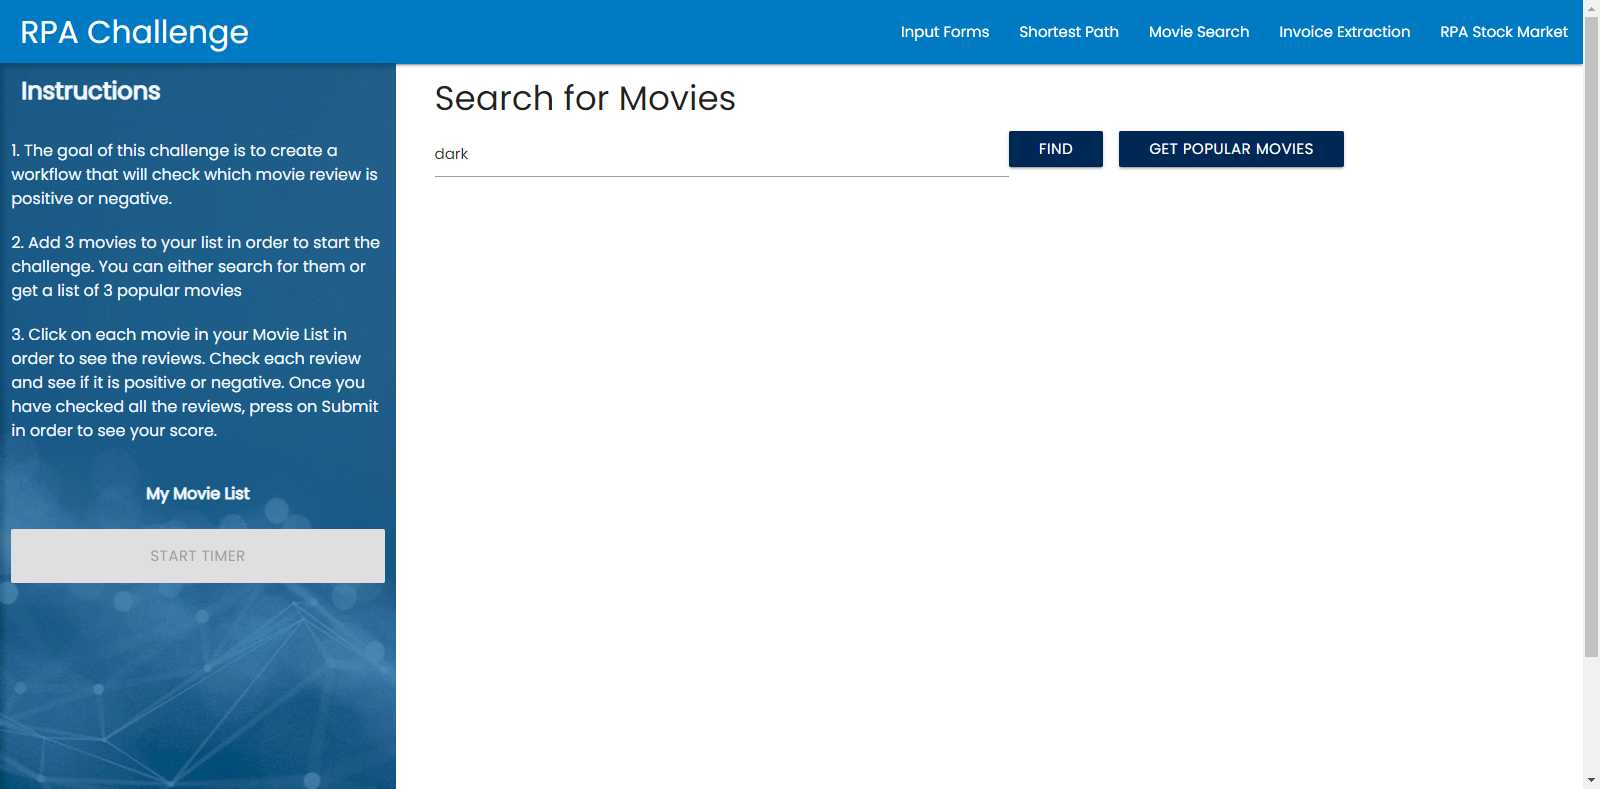 RPA Challenge
Input Forms
Shortest Path
Movie Search
Invoice Extraction
RPA Stock Market
Instructions
1. The goal of this challenge is to create a
workflow that will check which movie review is
positive or negative.
2. Add 3 movies to your list in order to start the
challenge. You can either search for them or
get a list of 3 popular movies
3. Click on each movie in your Movie List in
order to see the reviews. Check each review
and see if it is positive or negative. Once you
have checked all the reviews, press on Submit
in order to see your score.
My Movie List
START TIMER
Search for Movies
dark
FIND
GET POPULAR MOVIES